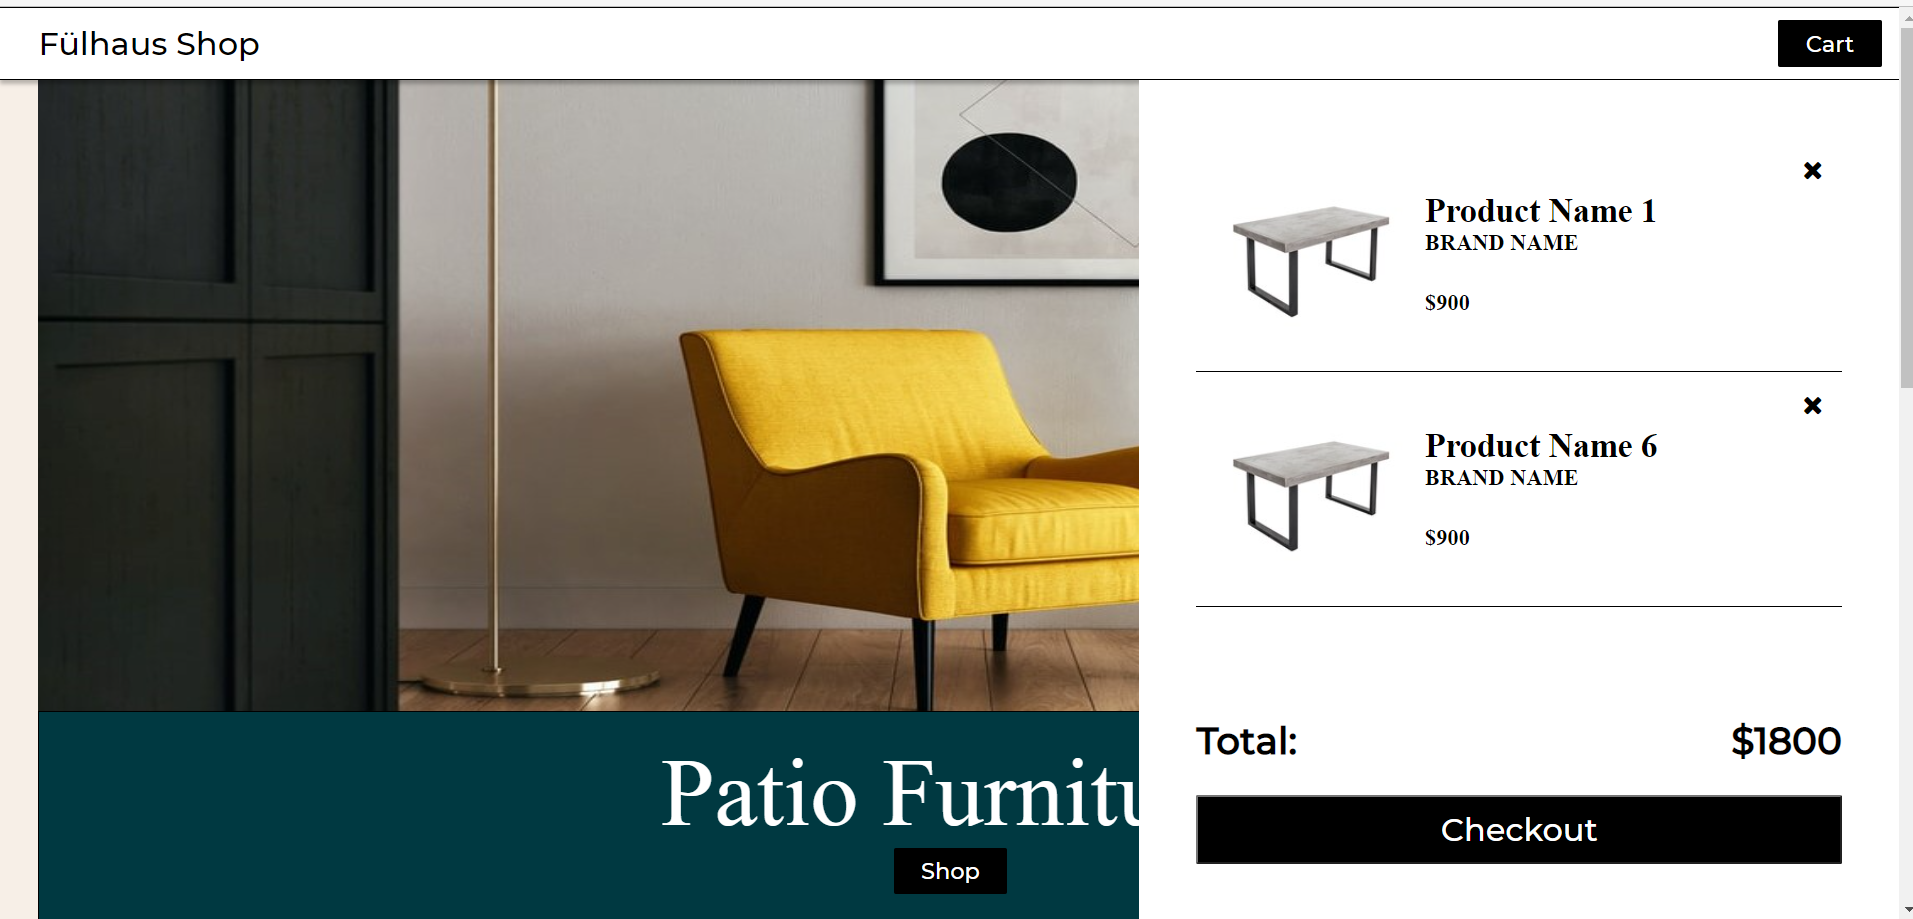 Fülhaus Shop
Cart
Product Name 1
BRAND NAME
$900
Product Name 6
BRAND NAME
$900
Total: $1800
Checkout
Patio Furnitu
Shop